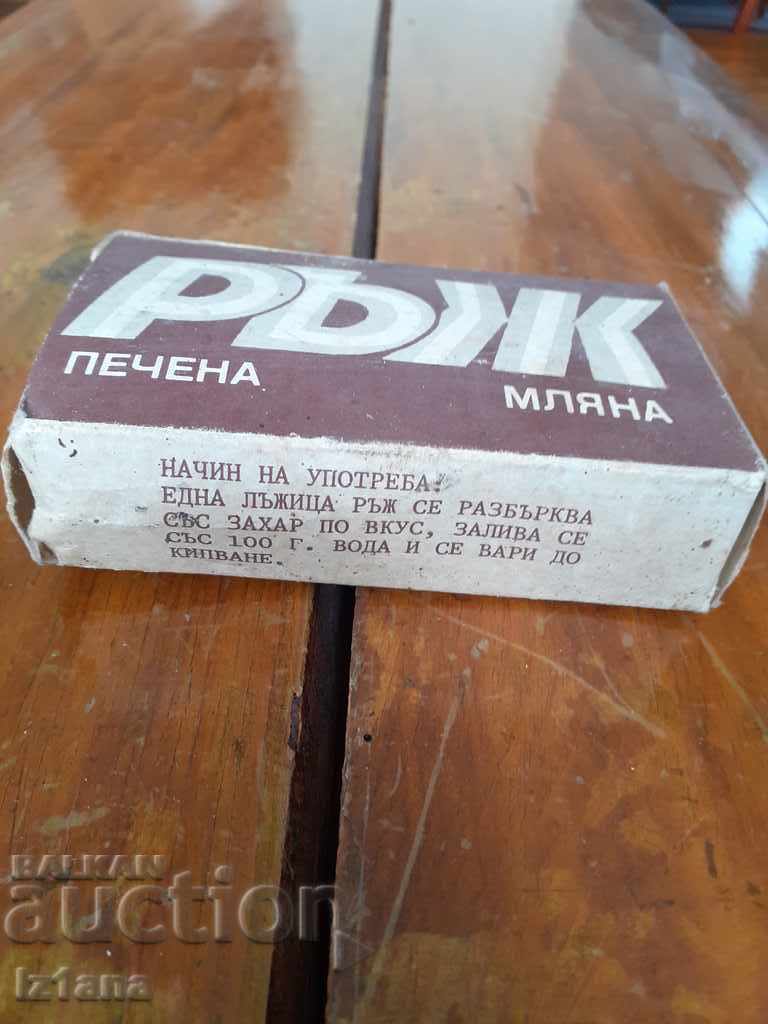 РЪЖ
ПЕЧЕНА МЛЯНА
НАЧИН НА УПОТРЕБА:
ЕДНА ЛЪЖИЦА РЪЖ СЕ РАЗБЪРКВА
СЪС ЗАХАР ПО ВКУС, ЗАЛИВА СЕ
СЪС 100 Г. ВОДА И СЕ ВАРИ ДО
КИПВАНЕ.
BALKAN
auction
iz1ana